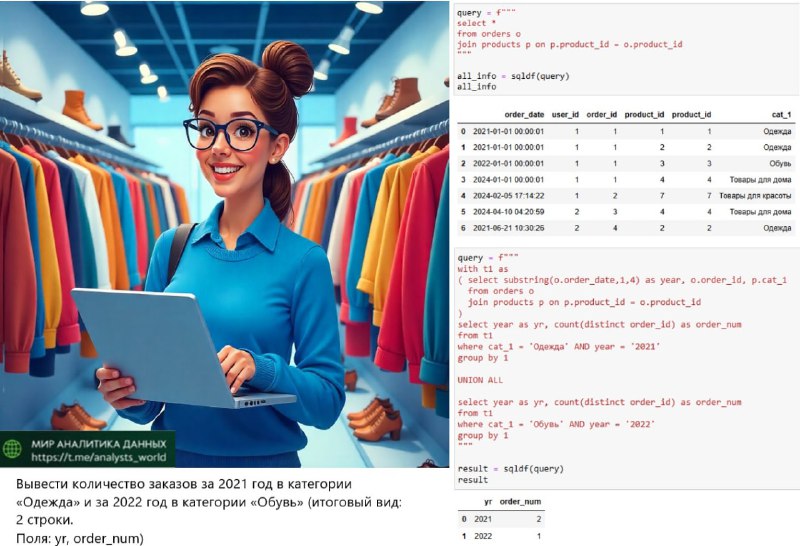 МИР АНАЛИТИКА ДАННЫХ
https://t.me/analysts_world
Вывести количество заказов за 2021 год в категории
«Одежда» и за 2022 год в категории «Обувь» (итоговый вид:
2 строки.
Поля: yr, order_num)
query = f"""
select *
from orders o
join products p on p.product_id = o.product_id
"""
all_info = sqldf(query)
all_info
order_date user_id order_id product_id product_id cat_1
0 2021-01-01 00:00:01 1 1 1 1 Одежда
1 2021-01-01 00:00:01 1 1 2 2 Одежда
2 2022-01-01 00:00:01 1 1 3 3 Обувь
3 2024-01-01 00:00:01 1 1 4 4 Товары для дома
4 2024-02-05 17:14:22 1 2 7 7 Товары для красоты
5 2024-04-10 04:20:59 2 3 4 4 Товары для дома
6 2021-06-21 10:30:26 2 4 2 2 Одежда
query = f"""
with t1 as
( select substring(o.order_date,1,4) as year, o.order_id, p.cat_1
from orders o
join products p on p.product_id = o.product_id
)
select year as yr, count(distinct order_id) as order_num
from t1
where cat_1 = 'Одежда' AND year = '2021'
group by 1
UNION ALL
select year as yr, count(distinct order_id) as order_num
from t1
where cat_1 = 'Обувь' AND year = '2022'
group by 1
"""
result = sqldf(query)
result
yr order_num
0 2021 2
1 2022 1